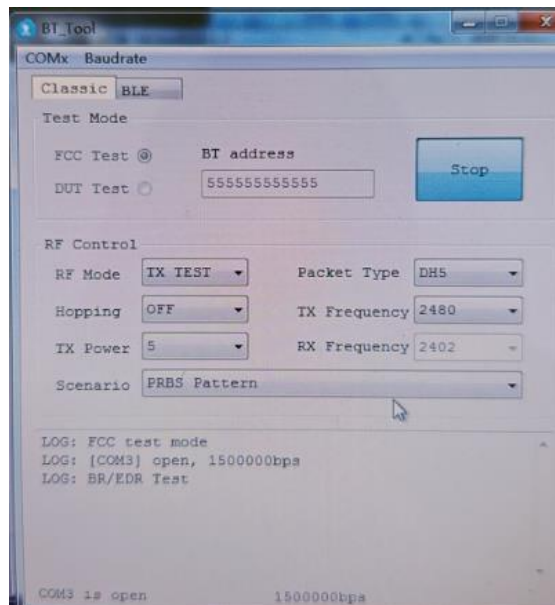 BT_Tool
COMx Baudrate
Classic BLE
Test Mode
FCC Test BT address
DUT Test 555555555555 Stop
RF Control
RF Mode TX TEST Packet Type DH5
Hopping OFF TX Frequency 2480
TX Power 5 RX Frequency 2402
Scenario PRBS Pattern
LOG: FCC test mode
LOG: [COM3] open, 1500000bps
LOG: BR/EDR Test
COM3 is open 1500000bps